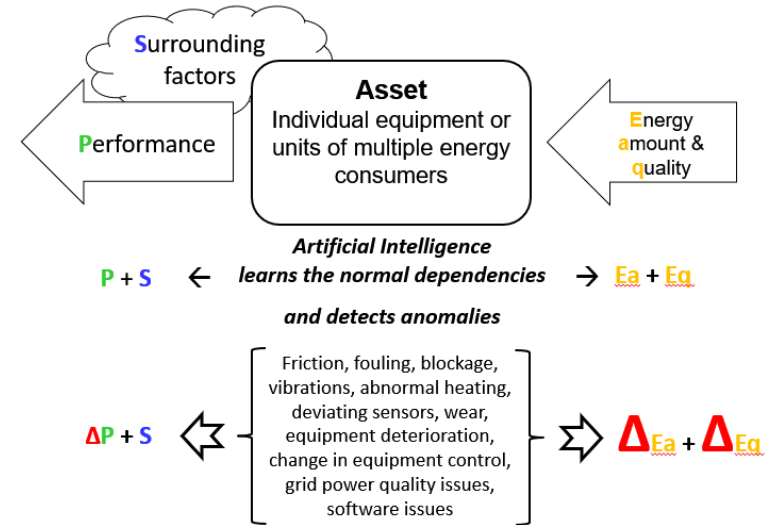 Surrounding
factors
Asset
Individual equipment or
units of multiple energy
consumers
Performance
Energy
amount &
quality
Artificial Intelligence
P + S ← learns the normal dependencies → Ea + Eq
and detects anomalies
Friction, fouling, blockage,
vibrations, abnormal heating,
deviating sensors, wear,
equipment deterioration,
change in equipment control,
grid power quality issues,
software issues
ΔP + S
ΔEa + ΔEq